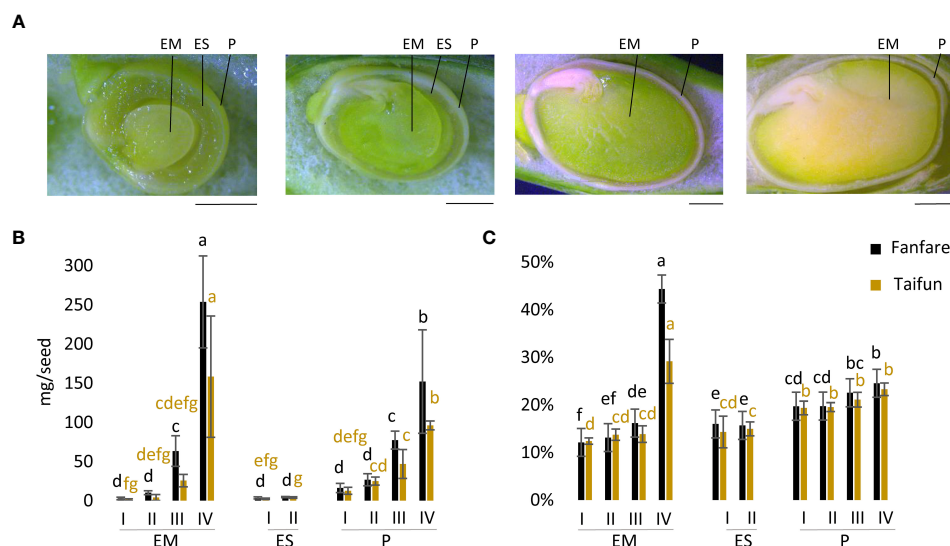 A
EM ES P
EM ES P
EM P
EM P
B
a
300
250
a
b
200
mg/seed
150
cdefg
b
100
c
c
defg
defg
c
50
efg
d
cd
d fg
d
d
d g
d
0
I II III IV
I II
I II III IV
EM
ES
P
C
Fanfare
Taifun
50%
a
40%
a
30%
b
bc
b
cd b
cd b
b
20%
e cd
e c
de cd
ef cd
f d
10%
0%
I II III IV
I II
I II III IV
EM
ES
P